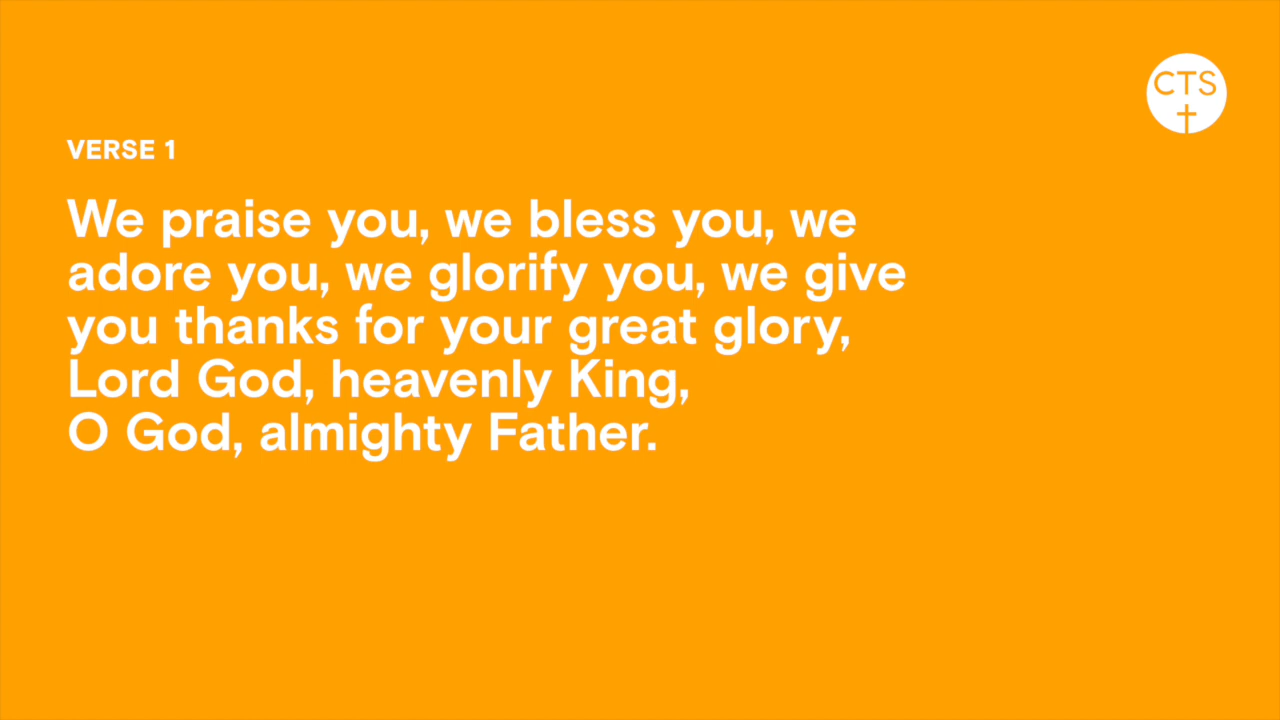 CTS
VERSE 1
We praise you, we bless you, we
adore you, we glorify you, we give
you thanks for your great glory,
Lord God, heavenly King,
O God, almighty Father.